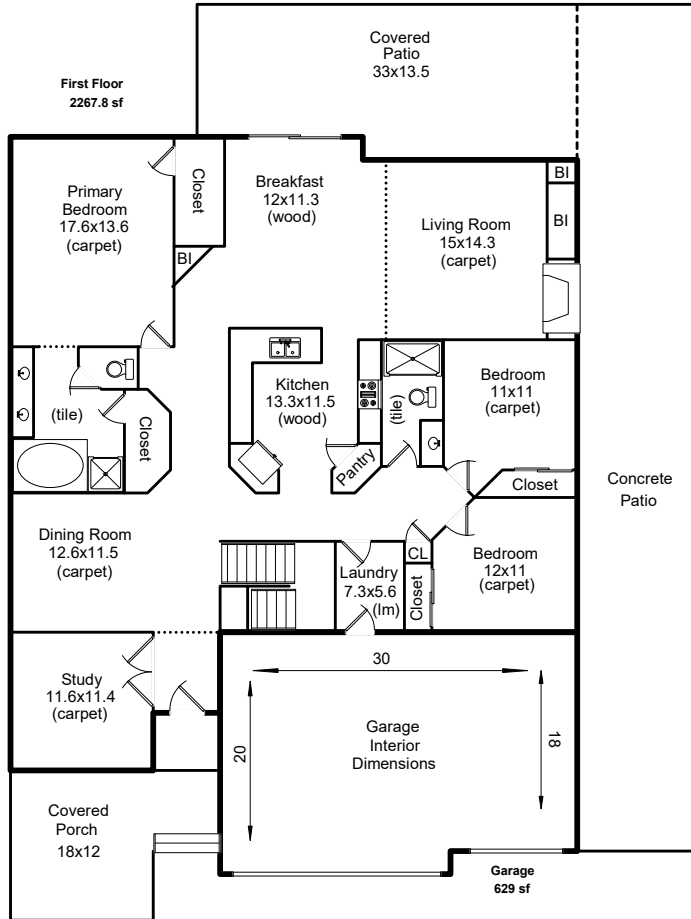 Covered
Patio
33x13.5
First Floor
2267.8 sf
Primary
Bedroom
17.6x13.6
(carpet)
Closet
Breakfast
12x11.3
(wood)
BI
BI
Living Room
15x14.3
(carpet)
BI
Kitchen
13.3x11.5
(wood)
(tile)
Bedroom
11x11
(carpet)
(tile)
Closet
Pantry
Closet
Concrete
Patio
Dining Room
12.6x11.5
(carpet)
CL
Laundry
7.3x5.6
(lm)
Closet
Bedroom
12x11
(carpet)
Study
11.6x11.4
(carpet)
30
20
18
Garage
Interior
Dimensions
Covered
Porch
18x12
Garage
629 sf